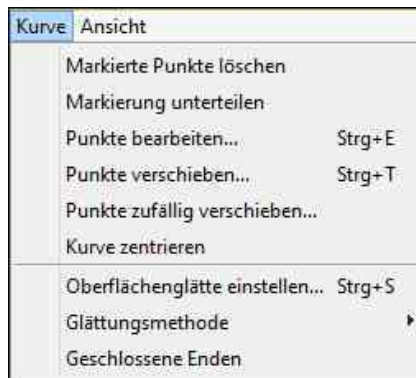 Kurve Ansicht
Markierte Punkte löschen
Markierung unterteilen
Punkte bearbeiten... Strg+E
Punkte verschieben... Strg+T
Punkte zufällig verschieben...
Kurve zentrieren
Oberflächenglätte einstellen... Strg+S
Glättungsmethode
Geschlossene Enden